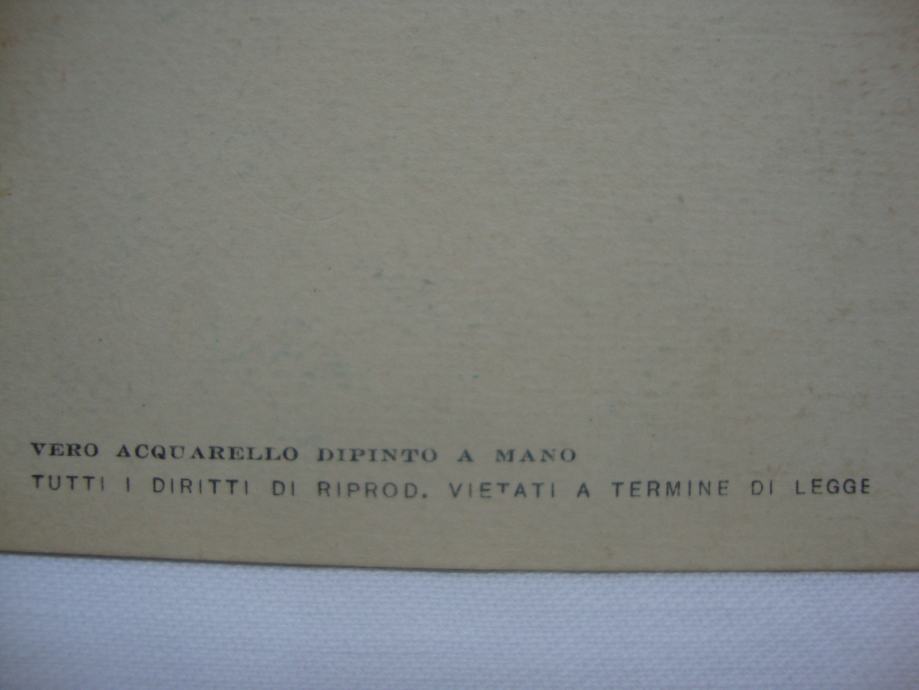 VERO ACQUARELLO DIPINTO A MANO
TUTTI I DIRITTI DI RIPROD. VIETATI A TERMINE DI LEGGE